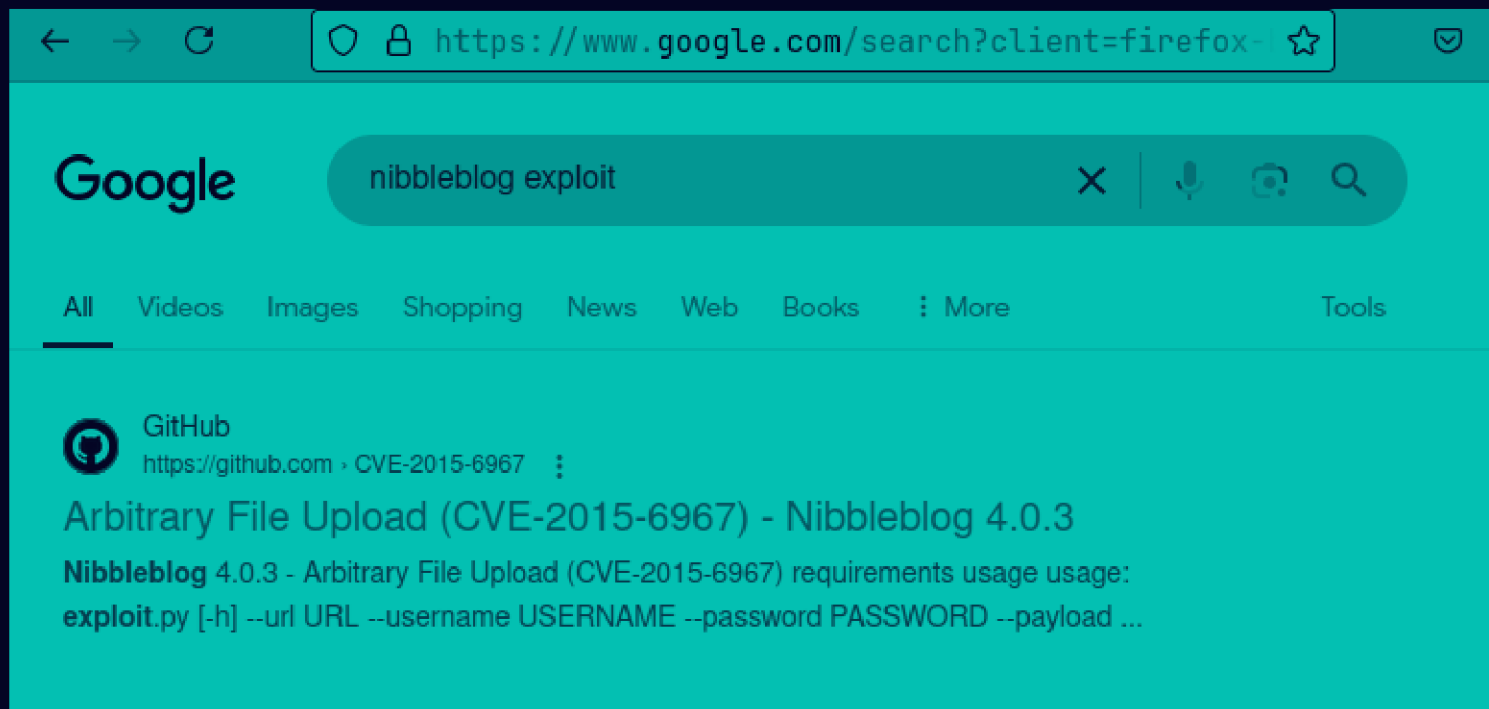 https://www.google.com/search?client=firefox-
Google
nibbleblog exploit
All Videos Images Shopping News Web Books More Tools
GitHub
https://github.com › CVE-2015-6967
Arbitrary File Upload (CVE-2015-6967) - Nibbleblog 4.0.3
Nibbleblog 4.0.3 - Arbitrary File Upload (CVE-2015-6967) requirements usage usage:
exploit.py [-h] --url URL --username USERNAME --password PASSWORD --payload ...